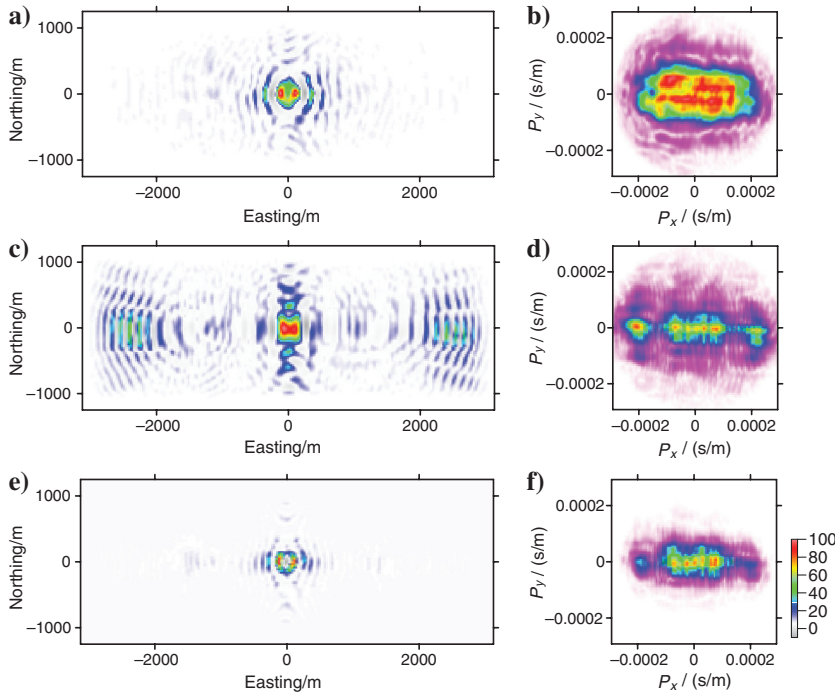 a)
Northing/m
1000
0
−1000
−2000
0
2000
Easting/m
b)
P_y / (s/m)
0.0002
0
−0.0002
−0.0002
0
0.0002
P_x / (s/m)
c)
Northing/m
1000
0
−1000
−2000
0
2000
Easting/m
d)
P_y / (s/m)
0.0002
0
−0.0002
−0.0002
0
0.0002
P_x / (s/m)
e)
Northing/m
1000
0
−1000
−2000
0
2000
Easting/m
f)
P_y / (s/m)
0.0002
0
−0.0002
−0.0002
0
0.0002
P_x / (s/m)
100
80
60
40
20
0